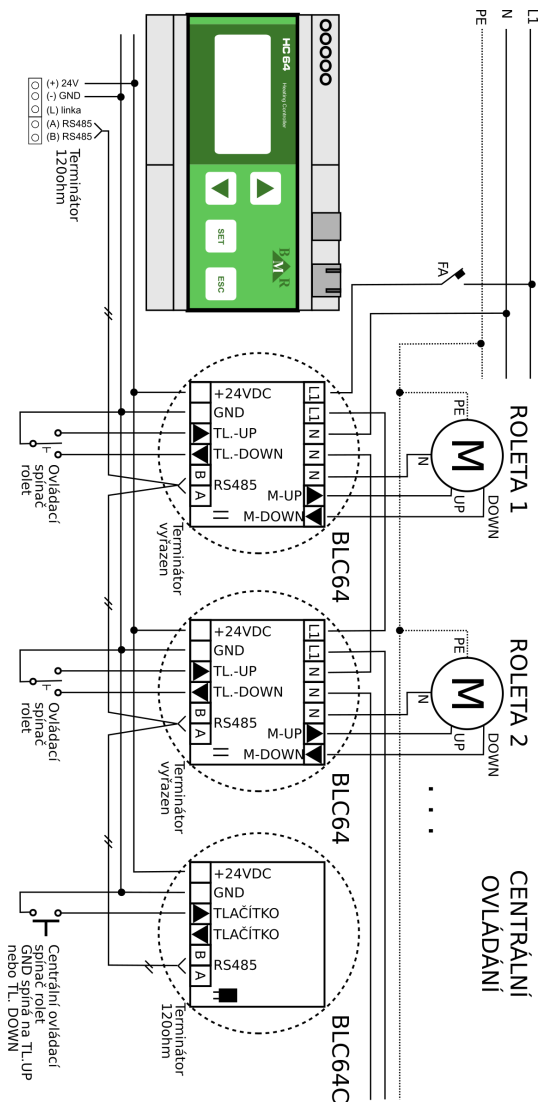 L1
N
PE
HC64
Heating Controller
SET
ESC
BMR
(+) 24V
(-) GND
(L) linka
(A) RS485
(B) RS485
Terminátor
120ohm
FA
ROLETA 1
PE
M
N
UP
DOWN
+24VDC
GND
TL.-UP
TL.-DOWN
B
A
RS485
L1
L1
N
N
N
M-UP
M-DOWN
BLC64
Terminátor
vyřazen
Ovládací
spínač
rolet
ROLETA 2
PE
M
N
UP
DOWN
+24VDC
GND
TL.-UP
TL.-DOWN
B
A
RS485
L1
L1
N
N
N
M-UP
M-DOWN
BLC64
Terminátor
vyřazen
Ovládací
spínač
rolet
. . .
CENTRÁLNÍ
OVLÁDÁNÍ
+24VDC
GND
TLAČÍTKO
TLAČÍTKO
B
A
RS485
BLC64C
Terminátor
120ohm
Centrální ovládací
spínač rolet
GND spíná na TL.UP
nebo TL. DOWN